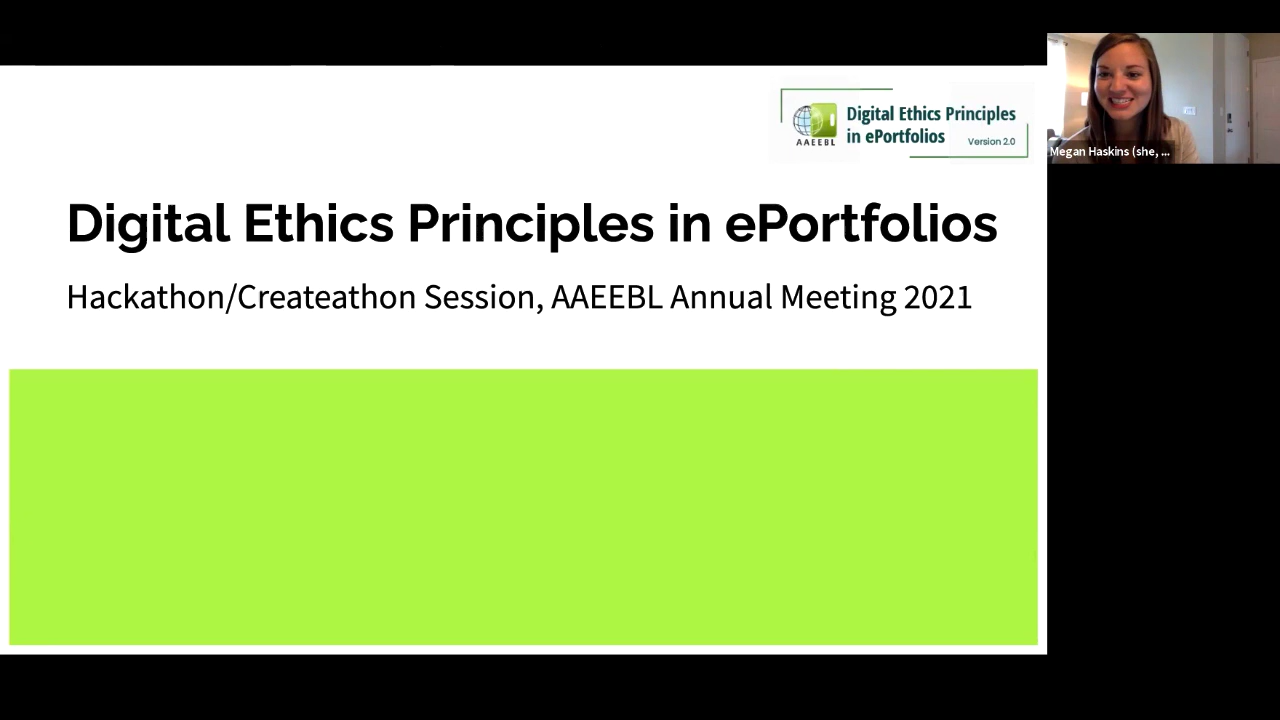 AAEEBL
Digital Ethics Principles
in ePortfolios
Version 2.0
Megan Haskins (she, ...
Digital Ethics Principles in ePortfolios
Hackathon/Createathon Session, AAEEBL Annual Meeting 2021